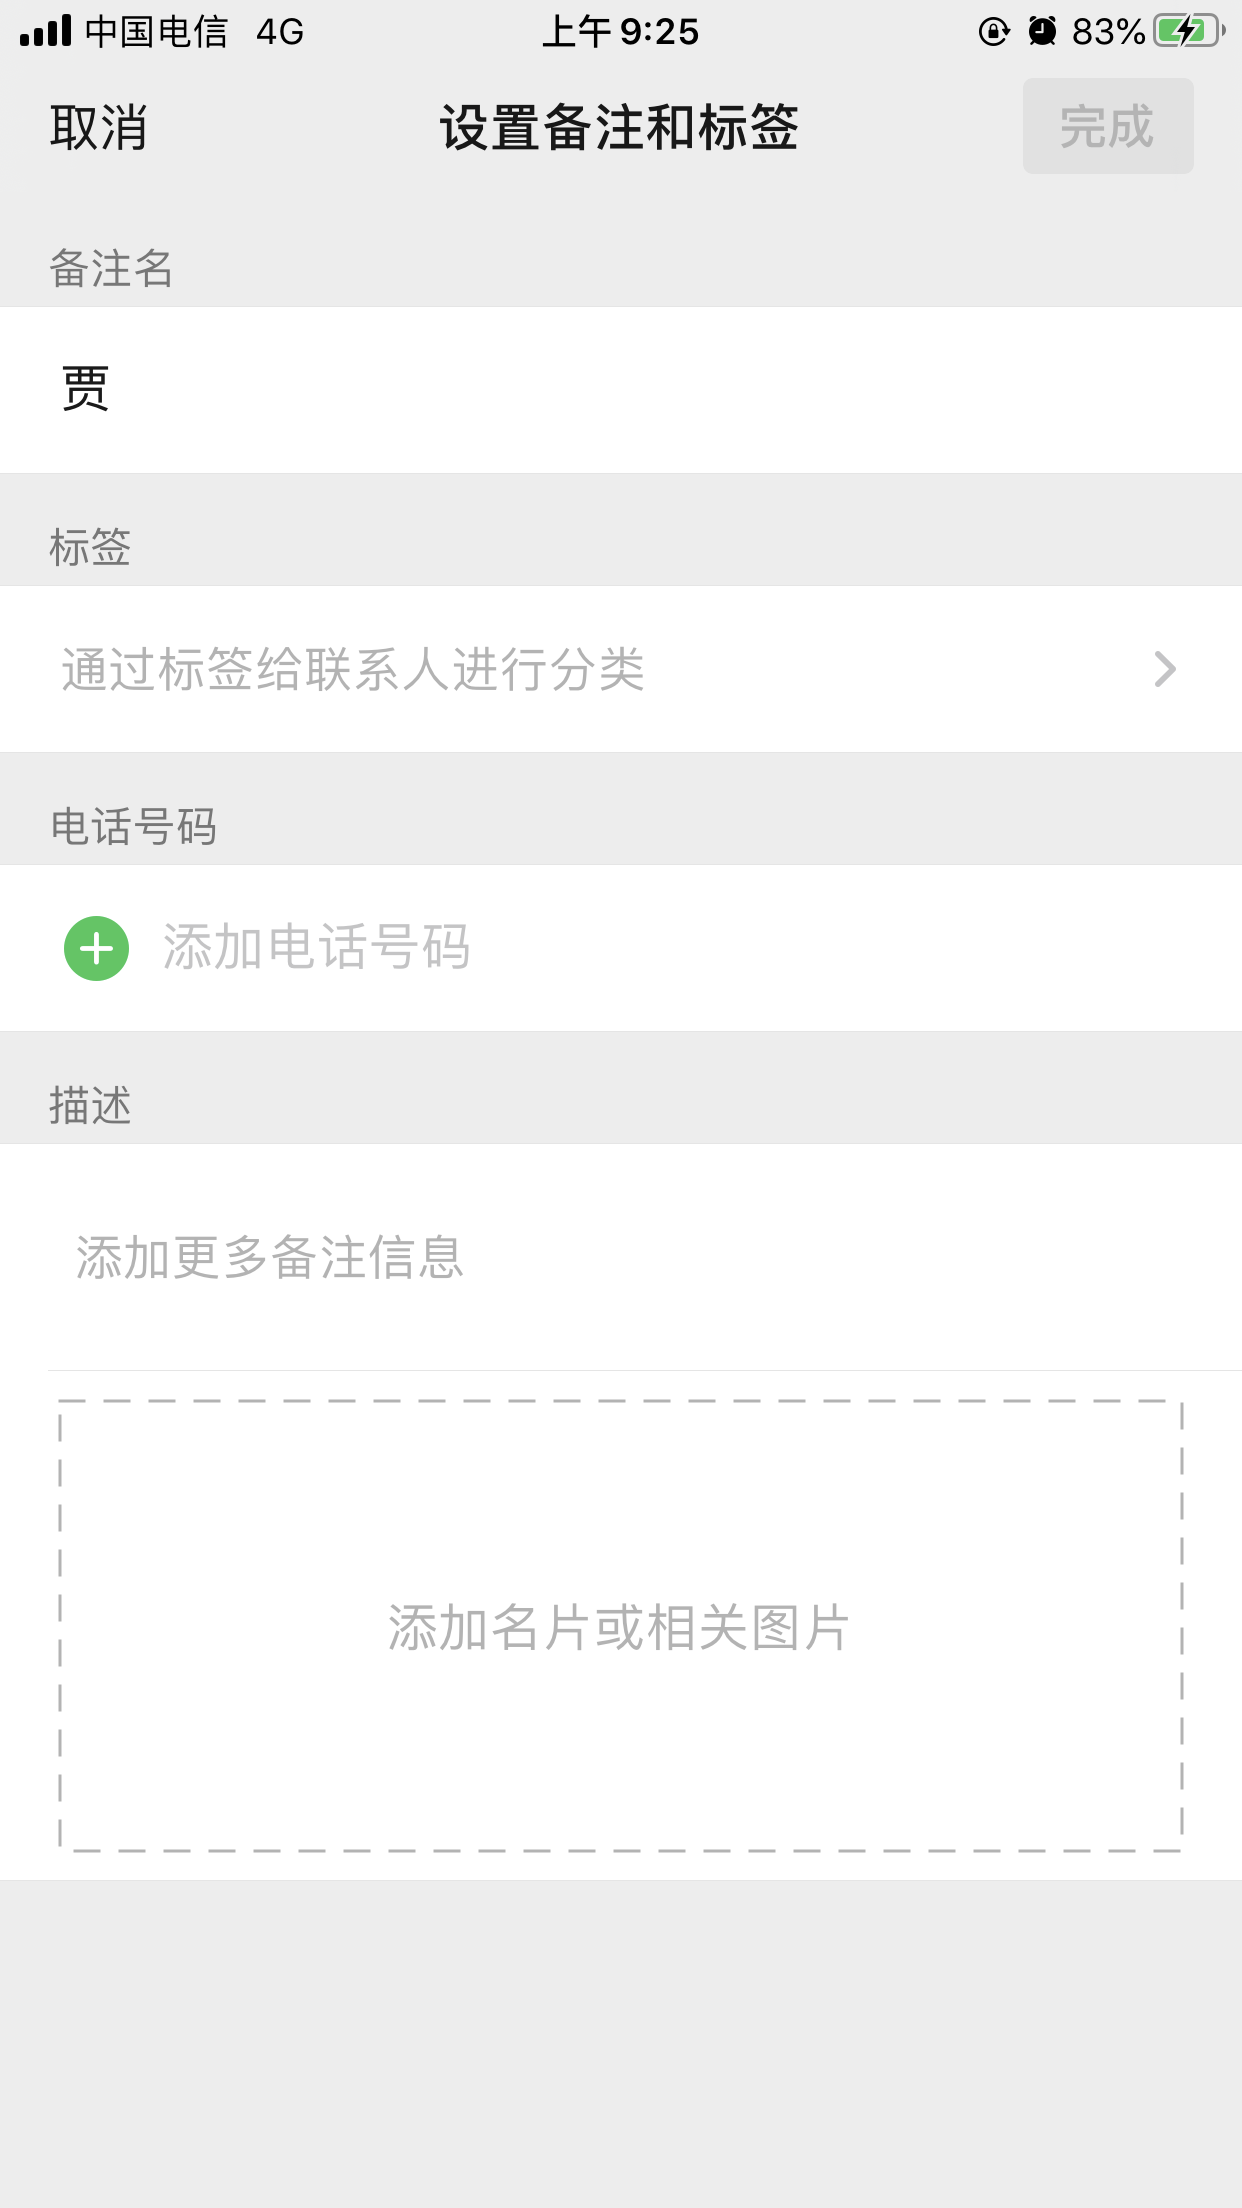 中国电信 4G 上午 9:25 83%
取消 设置备注和标签 完成
备注名
贾
标签
通过标签给联系人进行分类
电话号码
添加电话号码
描述
添加更多备注信息
添加名片或相关图片